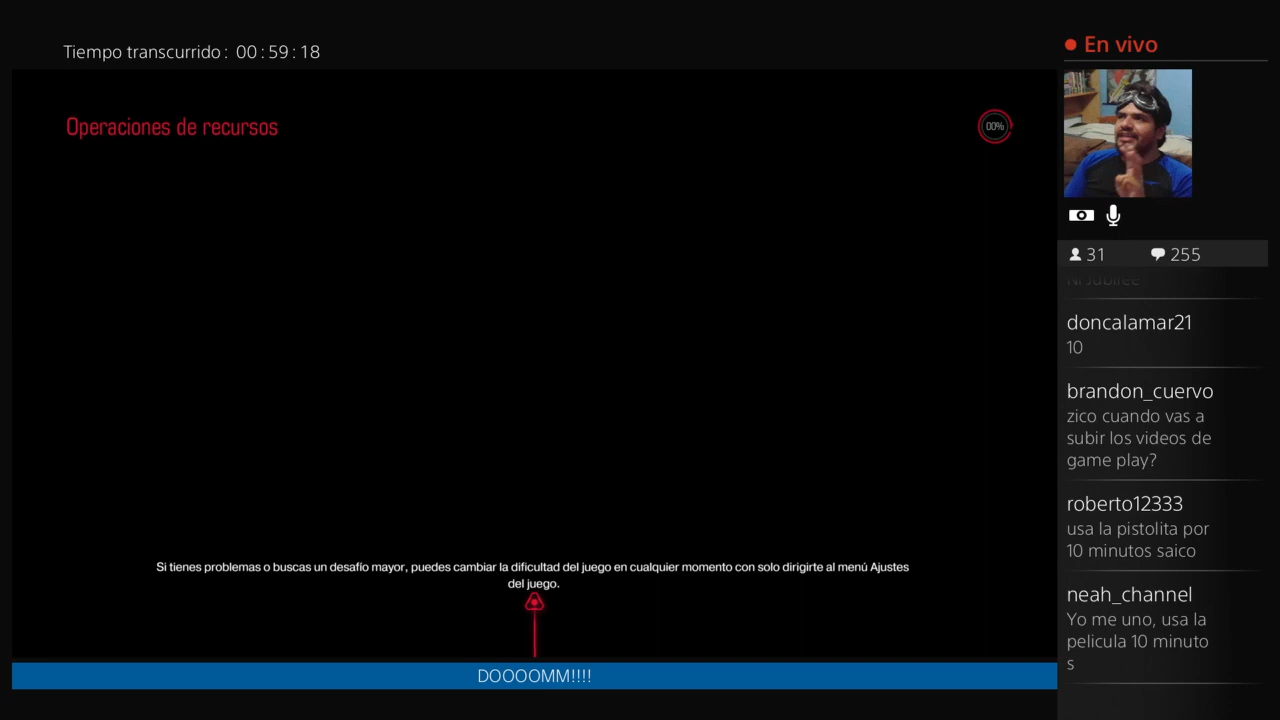 Tiempo transcurrido : 00 : 59 : 18
En vivo
Operaciones de recursos
00%
31
255
Ni Jubilee
doncalamar21
10
brandon_cuervo
zico cuando vas a
subir los videos de
game play?
roberto12333
usa la pistolita por
10 minutos saico
neah_channel
Yo me uno, usa la
pelicula 10 minuto
s
Si tienes problemas o buscas un desafío mayor, puedes cambiar la dificultad del juego en cualquier momento con solo dirigirte al menú Ajustes
del juego.
DOOOOMM!!!!